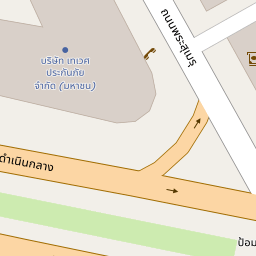 ถนนพระสุเมรุ
บริษัท เทเวศ
ประกันภัย
จำกัด (มหาชน)
ดำเนินกลาง
ป้อม